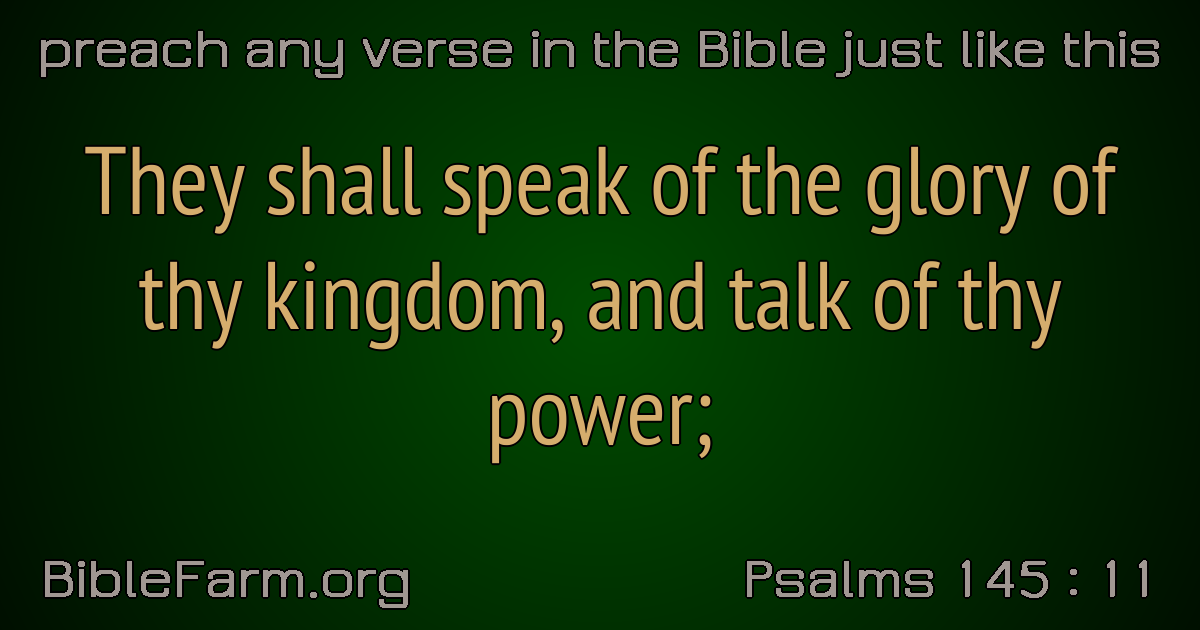 preach any verse in the Bible just like this
They shall speak of the glory of
thy kingdom, and talk of thy
power;
BibleFarm.org
Psalms 145 : 11